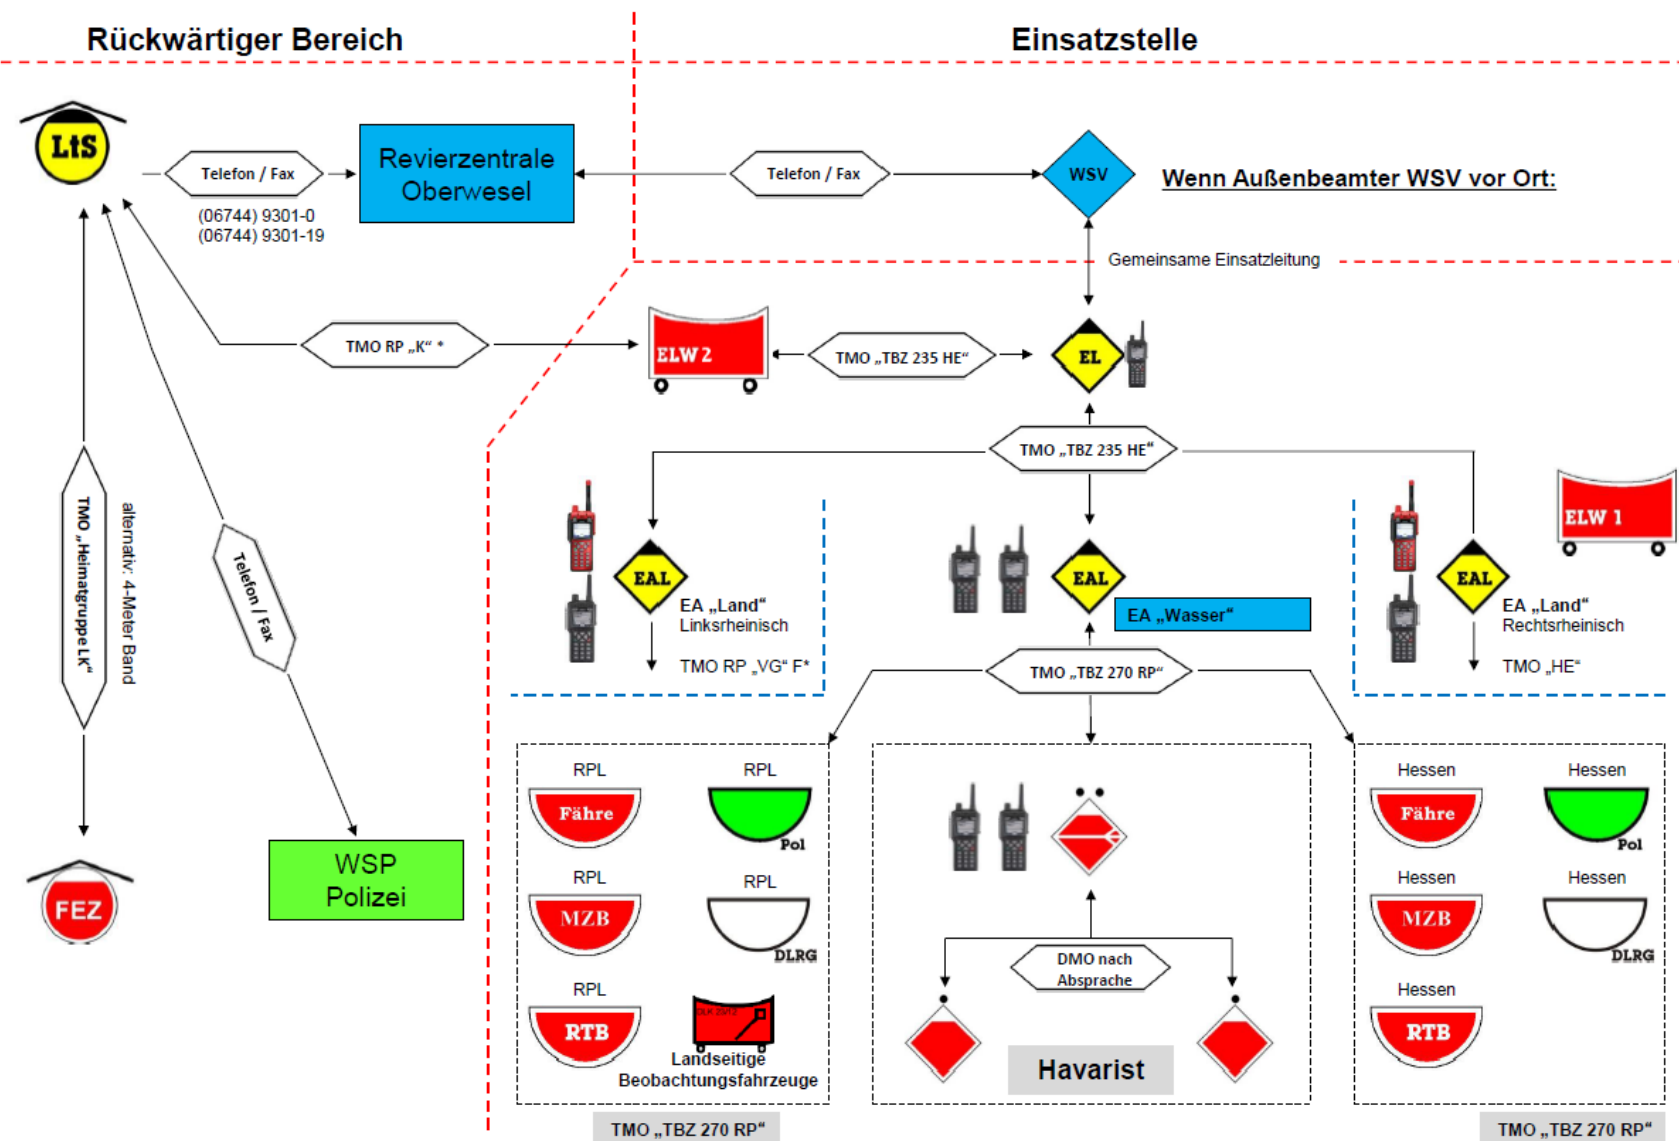 Rückwärtiger Bereich
Einsatzstelle
LtS
Telefon / Fax
Revierzentrale
Oberwesel
Telefon / Fax
WSV
Wenn Außenbeamter WSV vor Ort:
(06744) 9301-0
(06744) 9301-19
Gemeinsame Einsatzleitung
TMO RP „K“ *
ELW 2
TMO „TBZ 235 HE“
EL
TMO „TBZ 235 HE“
ELW 1
TMO „Heimatgruppe LK“
alternativ: 4-Meter Band
Telefon / Fax
EAL
EA „Land“
Linksrheinisch
TMO RP „VG“ F*
EAL
EA „Wasser“
EAL
EA „Land“
Rechtsrheinisch
TMO „HE“
TMO „TBZ 270 RP“
FEZ
WSP
Polizei
RPL
Fähre
RPL
Pol
RPL
MZB
RPL
DLRG
RPL
RTB
DLK 23/12
Landseitige
Beobachtungsfahrzeuge
DMO nach
Absprache
Havarist
Hessen
Fähre
Hessen
Pol
Hessen
MZB
Hessen
DLRG
Hessen
RTB
TMO „TBZ 270 RP“
TMO „TBZ 270 RP“